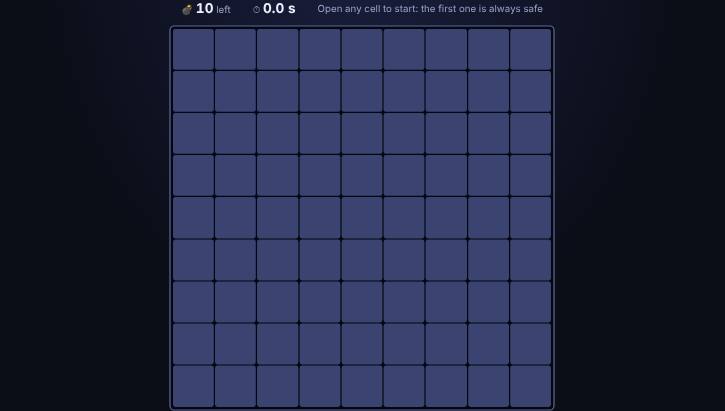 💣 10 left ⏱ 0.0 s Open any cell to start: the first one is always safe